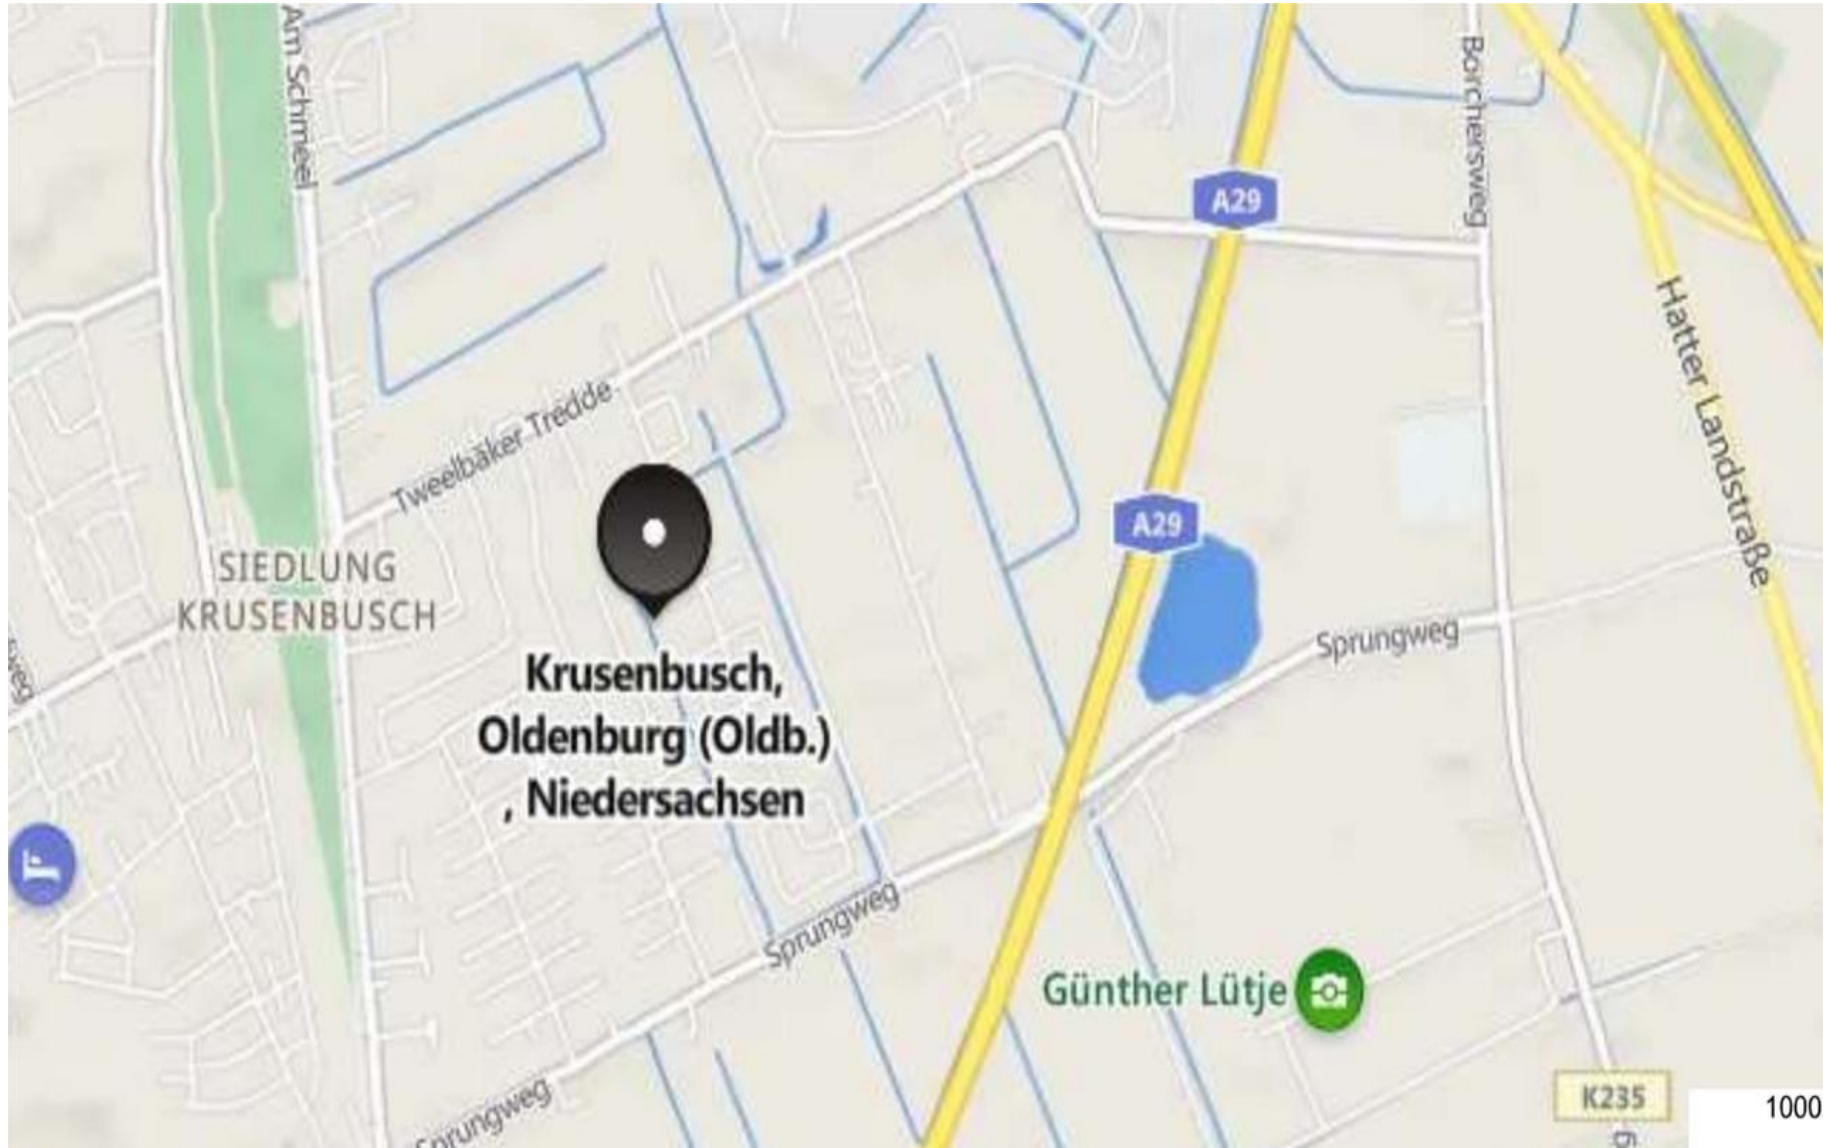 Am Schmeel
Borchersweg
A29
Hatter Landstraße
Tweelbäker Tredde
A29
SIEDLUNG
KRUSENBUSCH
Sprungweg
Krusenbusch,
Oldenburg (Oldb.)
, Niedersachsen
Sprungweg
Günther Lütje
Sprungweg
K235
1000